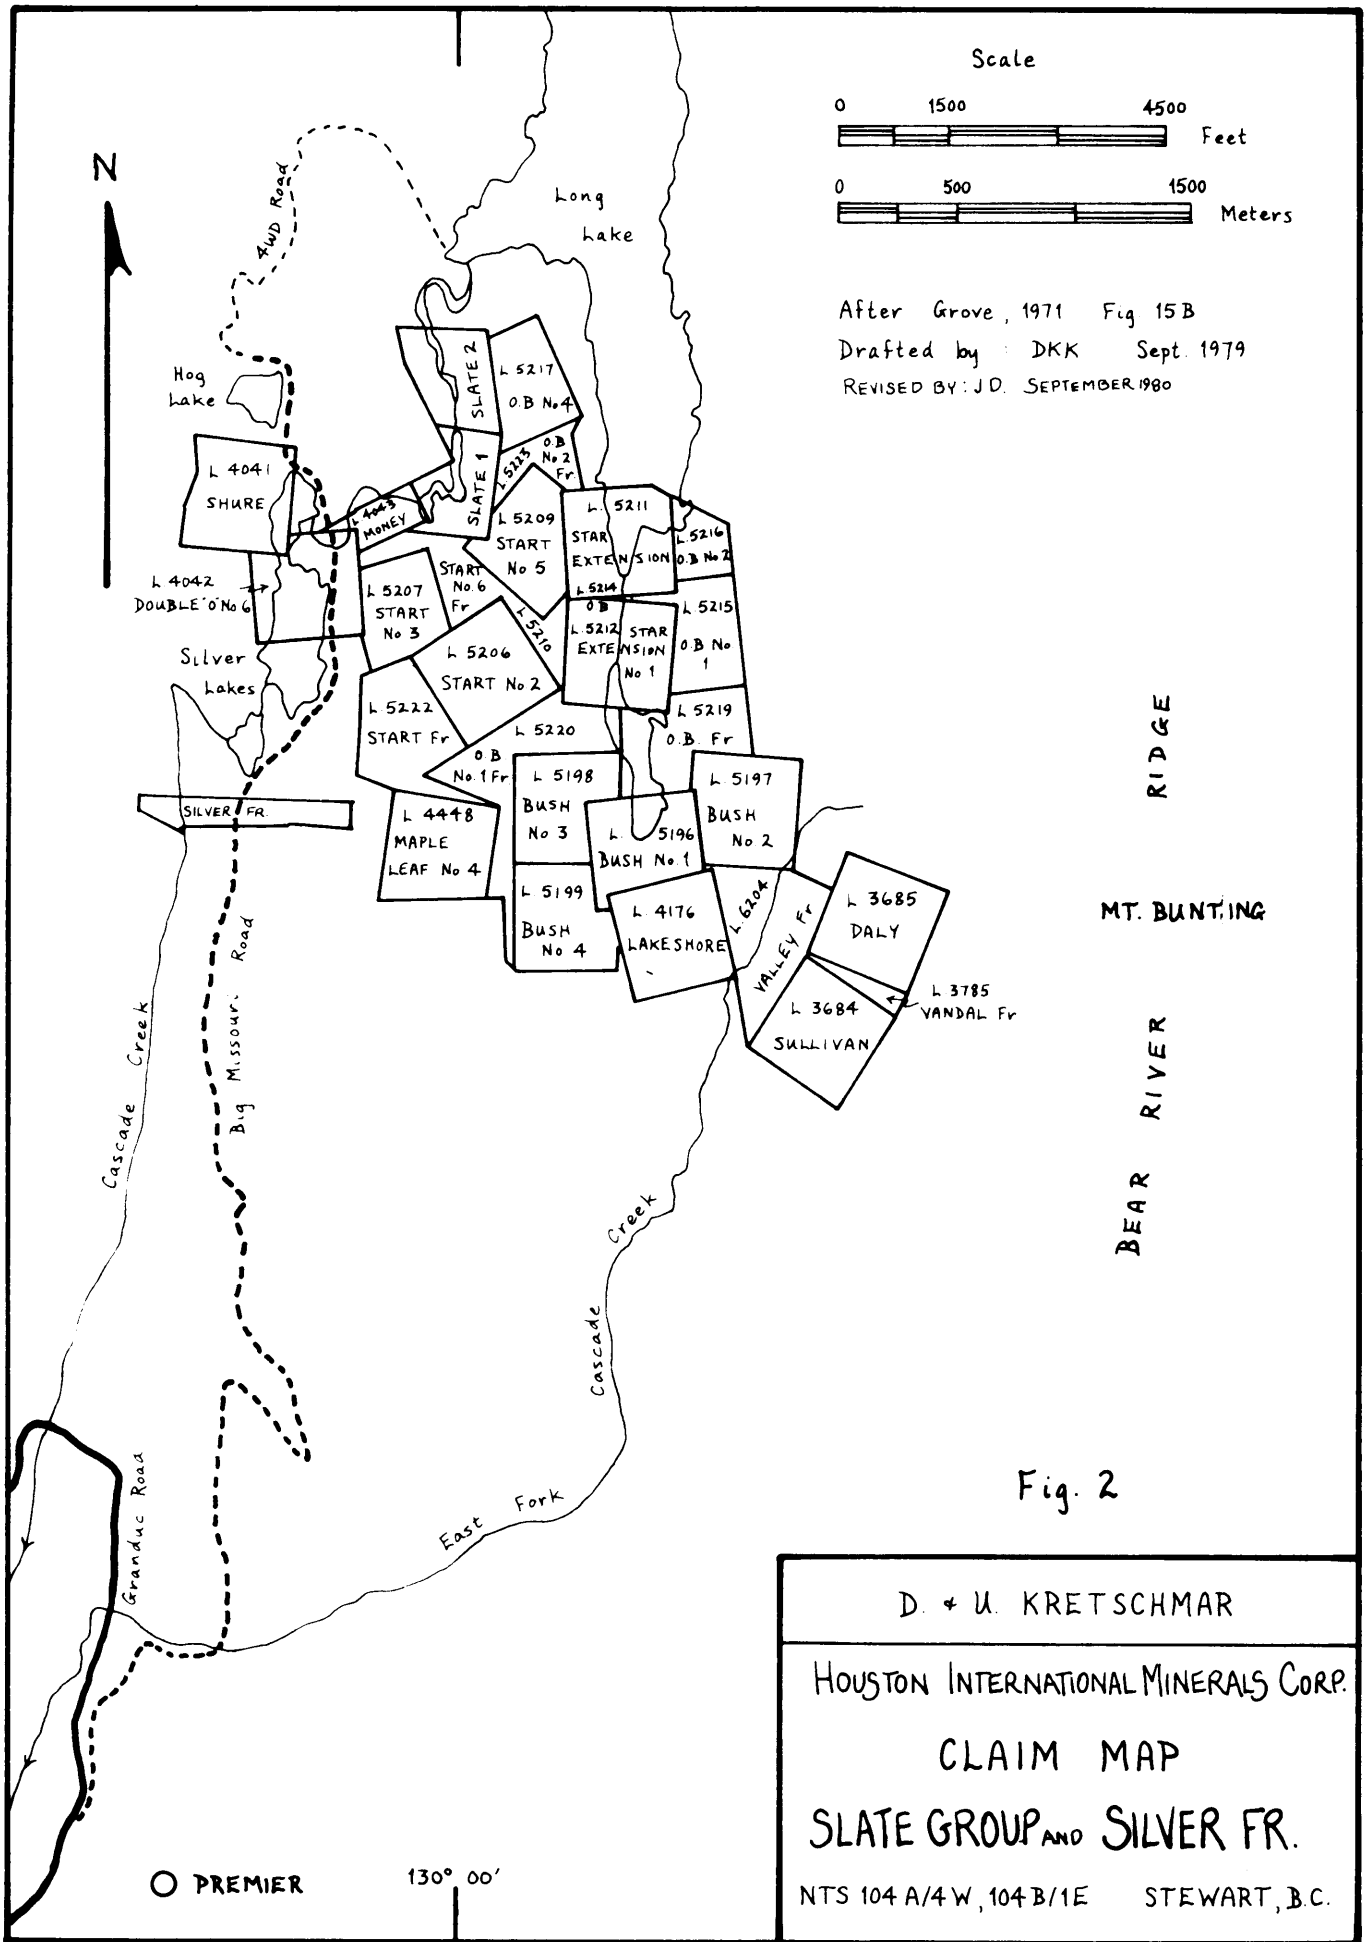 Scale
0 1500 4500
Feet
0 500 1500
Meters
N
4WD Road
Long
Lake
After Grove, 1971 Fig. 15B
Drafted by : DKK Sept. 1979
REVISED BY: J.D. SEPTEMBER 1980
Hog
Lake
SLATE 2
L 5217
O.B No. 4
L 4041
SHURE
SLATE 1
L. 5223
O.B
No. 2
Fr
L 4043
MONEY
L 5209
START
No 5
L. 5211
STAR
EXTENSION
L. 5216
O.B No 2
L 4042
DOUBLE "O" No 6
L 5207
START
No 3
START
No. 6
Fr
L 5210
L 5214
O B
L. 5212 STAR
EXTENSION
No 1
L 5215
O.B No
1
Silver
Lakes
L 5206
START No 2
L 5222
START Fr
L 5220
O.B
No. 1 Fr
L 5219
O.B. Fr
SILVER FR.
L 4448
MAPLE
LEAF No 4
L 5198
BUSH
No 3
L. 5196
BUSH No. 1
L. 5197
BUSH
No. 2
L 5199
BUSH
No 4
L. 4176
LAKESHORE
L. 6204
VALLEY Fr
L 3685
DALY
L 3785
VANDAL Fr
L 3684
SULLIVAN
MT. BUNTING
BEAR RIVER RIDGE
Cascade Creek
Big Missouri Road
East Fork Cascade Creek
Granduc Road
PREMIER
130° 00'
Fig. 2
D. & U. KRETSCHMAR
HOUSTON INTERNATIONAL MINERALS CORP.
CLAIM MAP
SLATE GROUP AND SILVER FR.
NTS 104 A/4 W, 104 B/1E STEWART, B.C.